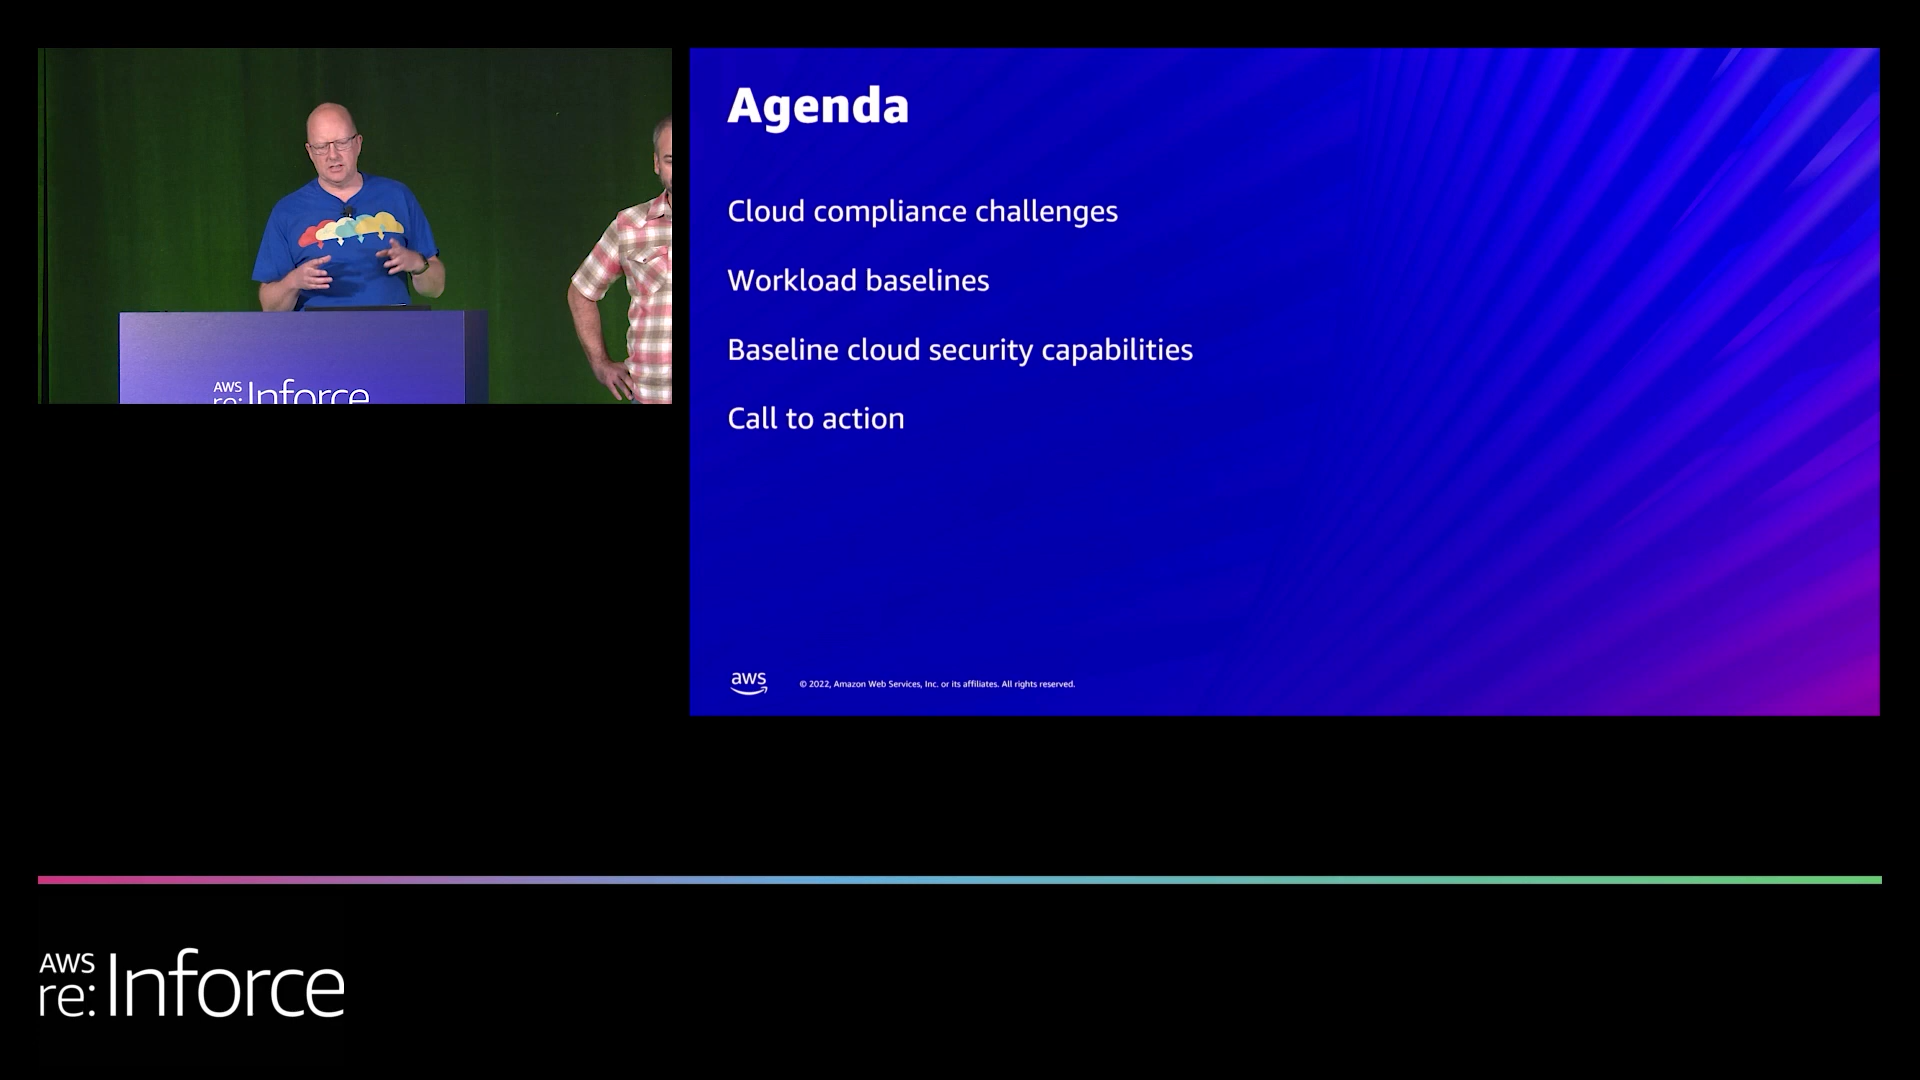 AWS
re: Inforce
Agenda
Cloud compliance challenges
Workload baselines
Baseline cloud security capabilities
Call to action
aws
© 2022, Amazon Web Services, Inc. or its affiliates. All rights reserved.
AWS
re: Inforce